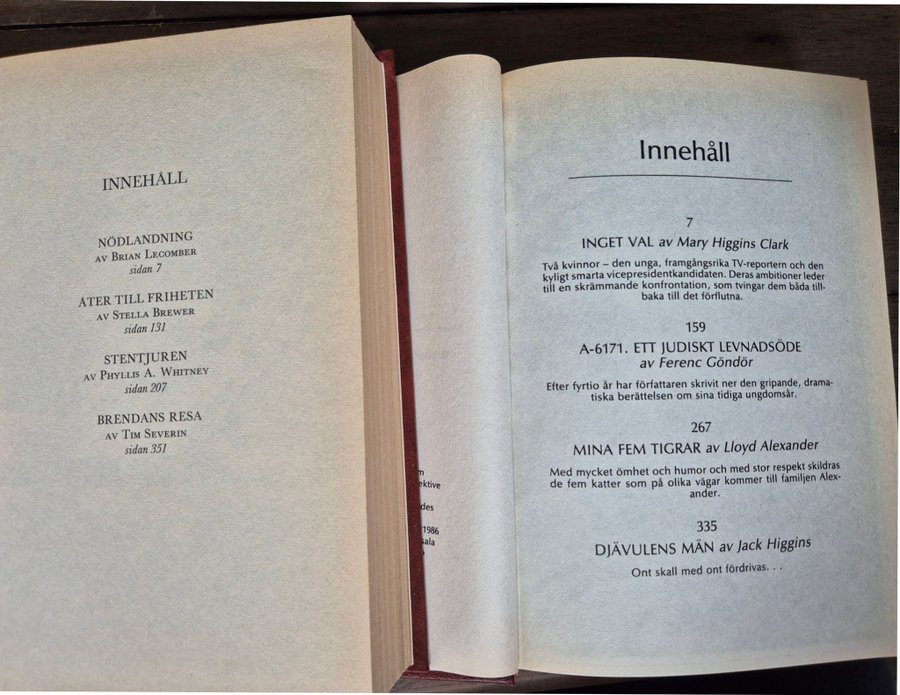 INNEHÅLL
NÖDLANDNING
AV BRIAN LECOMBER
sidan 7
ÅTER TILL FRIHETEN
AV STELLA BREWER
sidan 131
STENTJUREN
AV PHYLLIS A. WHITNEY
sidan 207
BRENDANS RESA
AV TIM SEVERIN
sidan 351
m
ektive
des
1986
sala
Innehåll
7
INGET VAL av Mary Higgins Clark
Två kvinnor – den unga, framgångsrika TV-reportern och den
kyligt smarta vicepresidentkandidaten. Deras ambitioner leder
till en skrämmande konfrontation, som tvingar dem båda till-
baka till det förflutna.
159
A-6171. ETT JUDISKT LEVNADSÖDE
av Ferenc Göndör
Efter fyrtio år har författaren skrivit ner den gripande, drama-
tiska berättelsen om sina tidiga ungdomsår.
267
MINA FEM TIGRAR av Lloyd Alexander
Med mycket ömhet och humor och med stor respekt skildras
de fem katter som på olika vägar kommer till familjen Alex-
ander.
335
DJÄVULENS MÄN av Jack Higgins
Ont skall med ont fördrivas. . .